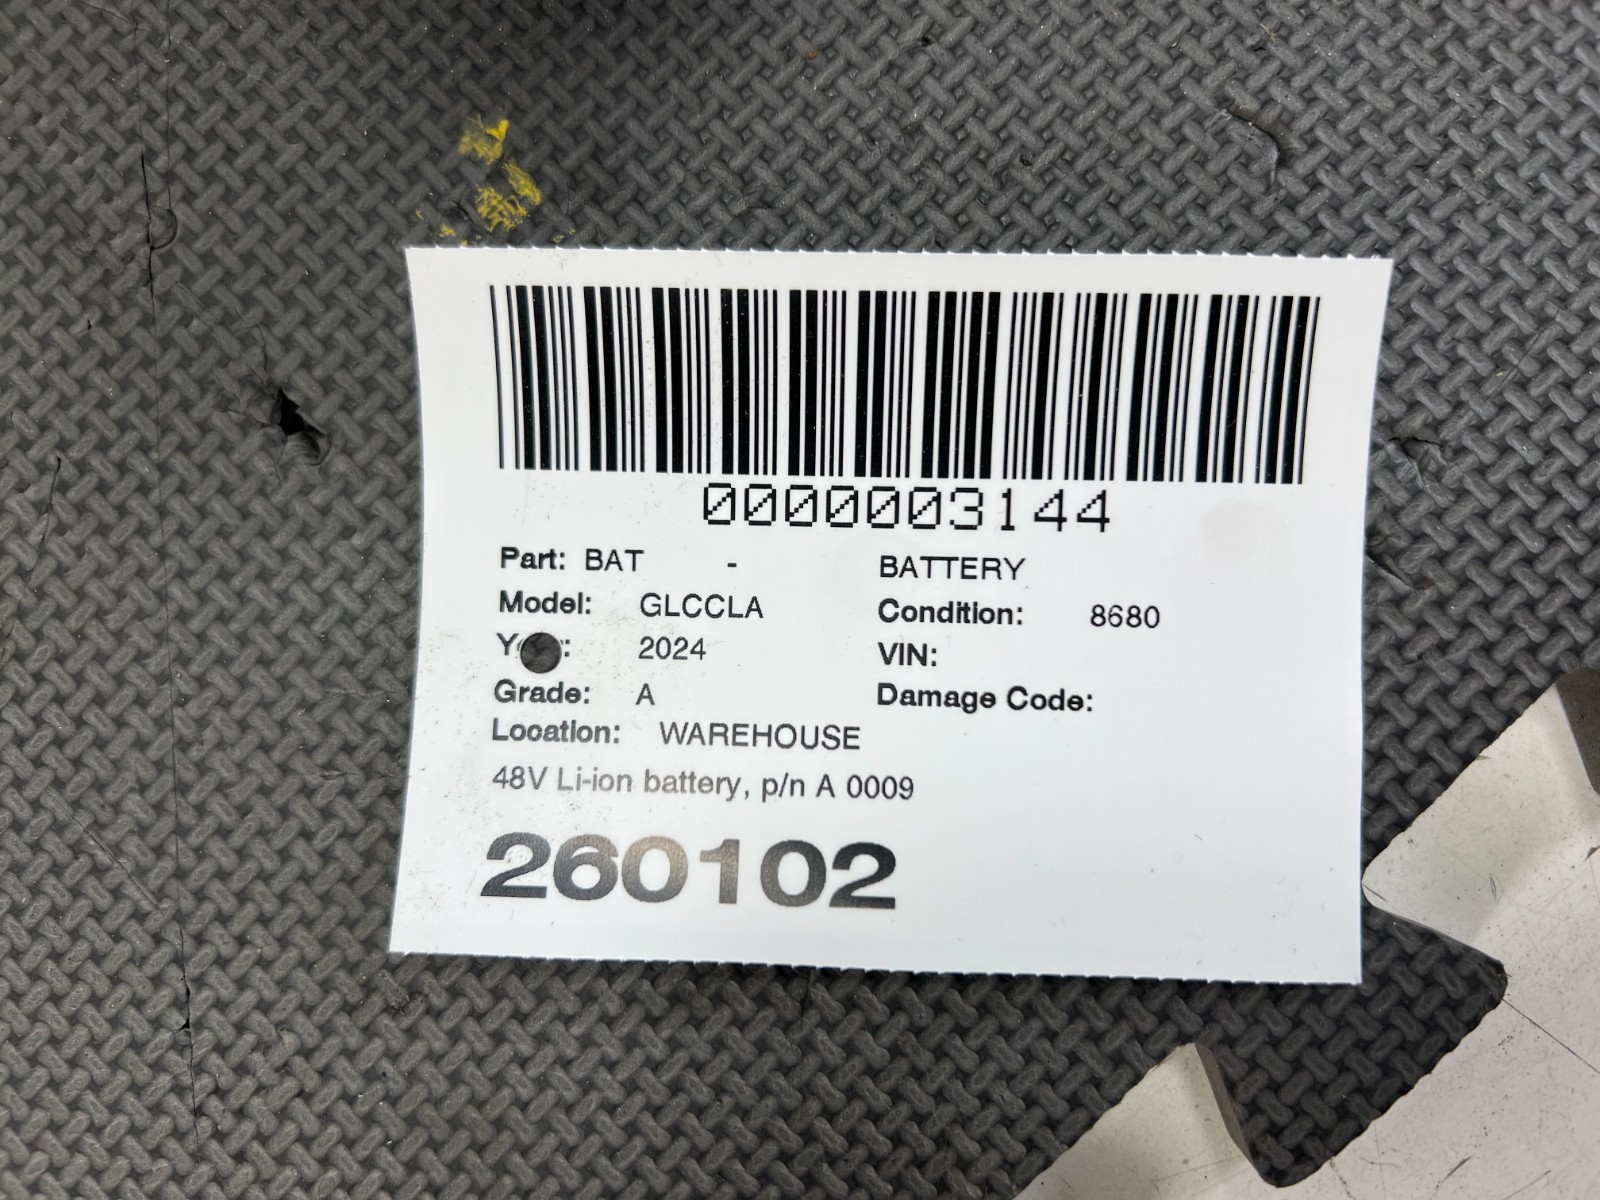 0000003144
Part: BAT - BATTERY
Model: GLCCLA Condition: 8680
2024 VIN:
Grade: A Damage Code:
Location: WAREHOUSE
48V Li-ion battery, p/n A 0009
260102